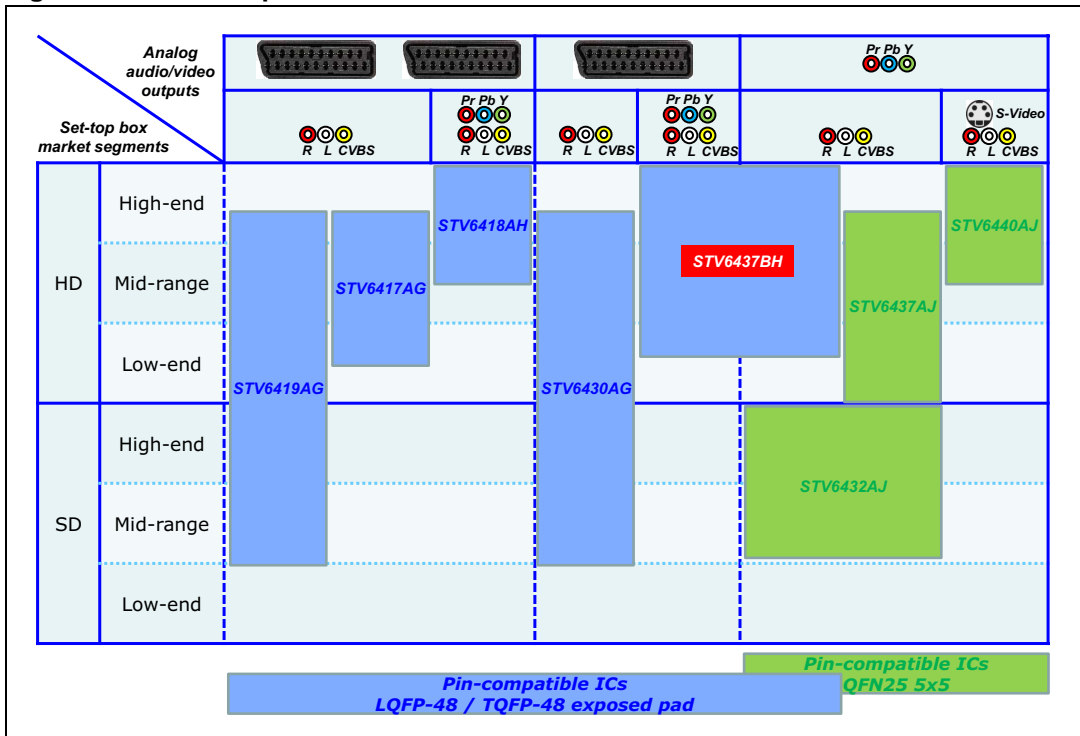 Analog
audio/video
outputs
Set-top box
market segments
Pr Pb Y
R L CVBS
Pr Pb Y
R L CVBS
R L CVBS
Pr Pb Y
R L CVBS
R L CVBS
S-Video
R L CVBS
HD
High-end
Mid-range
Low-end
SD
High-end
Mid-range
Low-end
STV6419AG
STV6417AG
STV6418AH
STV6430AG
STV6437BH
STV6437AJ
STV6440AJ
STV6432AJ
Pin-compatible ICs
QFN25 5x5
Pin-compatible ICs
LQFP-48 / TQFP-48 exposed pad